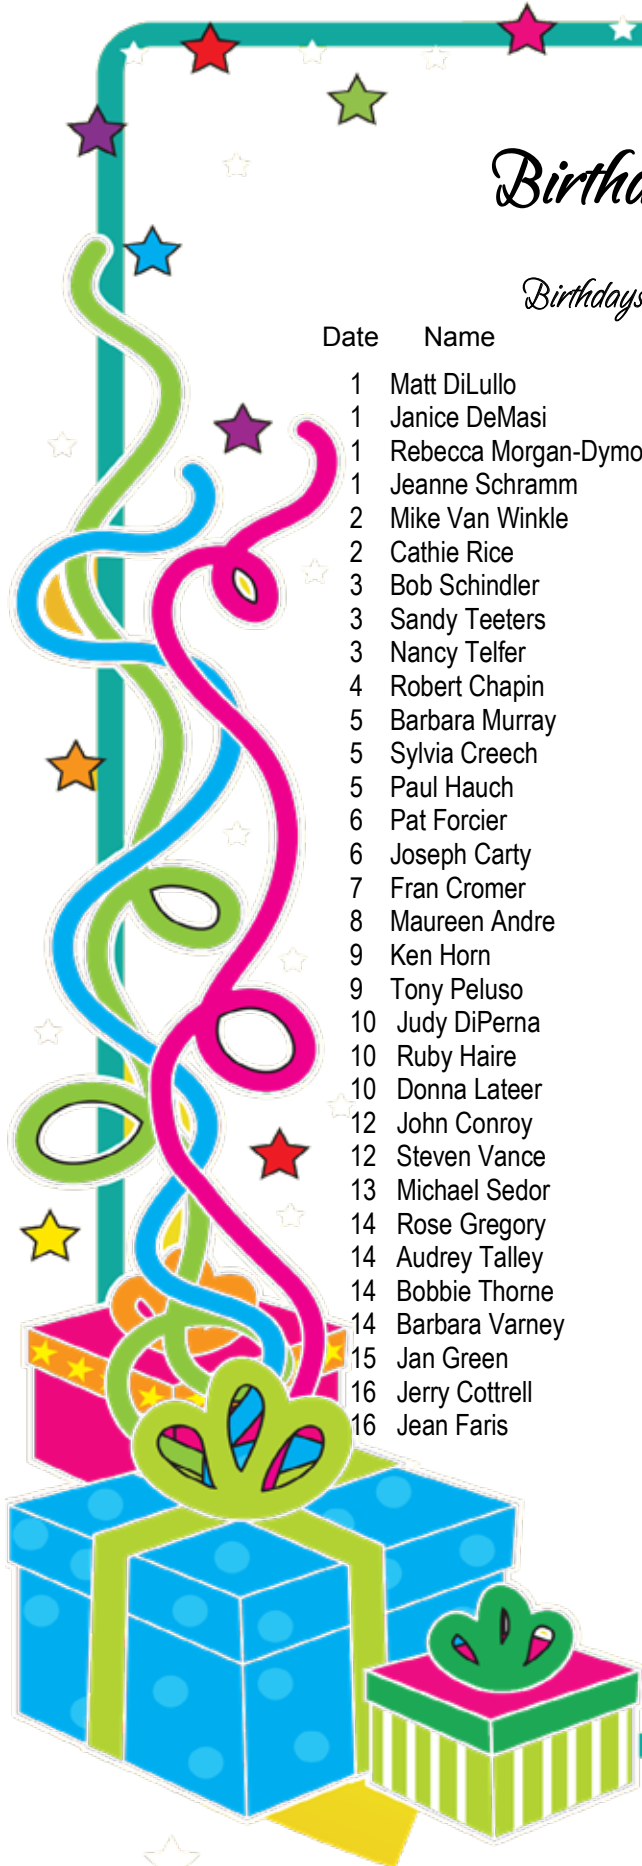 Birthd
Birthdays
Date Name
1 Matt DiLullo
1 Janice DeMasi
1 Rebecca Morgan-Dymo
1 Jeanne Schramm
2 Mike Van Winkle
2 Cathie Rice
3 Bob Schindler
3 Sandy Teeters
3 Nancy Telfer
4 Robert Chapin
5 Barbara Murray
5 Sylvia Creech
5 Paul Hauch
6 Pat Forcier
6 Joseph Carty
7 Fran Cromer
8 Maureen Andre
9 Ken Horn
9 Tony Peluso
10 Judy DiPerna
10 Ruby Haire
10 Donna Lateer
12 John Conroy
12 Steven Vance
13 Michael Sedor
14 Rose Gregory
14 Audrey Talley
14 Bobbie Thorne
14 Barbara Varney
15 Jan Green
16 Jerry Cottrell
16 Jean Faris